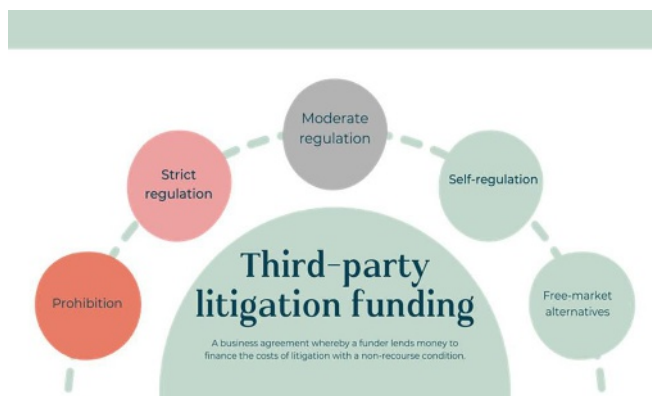 Moderate
regulation
Strict
regulation
Self-regulation
Prohibition
Free-market
alternatives
Third-party
litigation funding
A business agreement whereby a funder lends money to
finance the costs of litigation with a non-recourse condition.